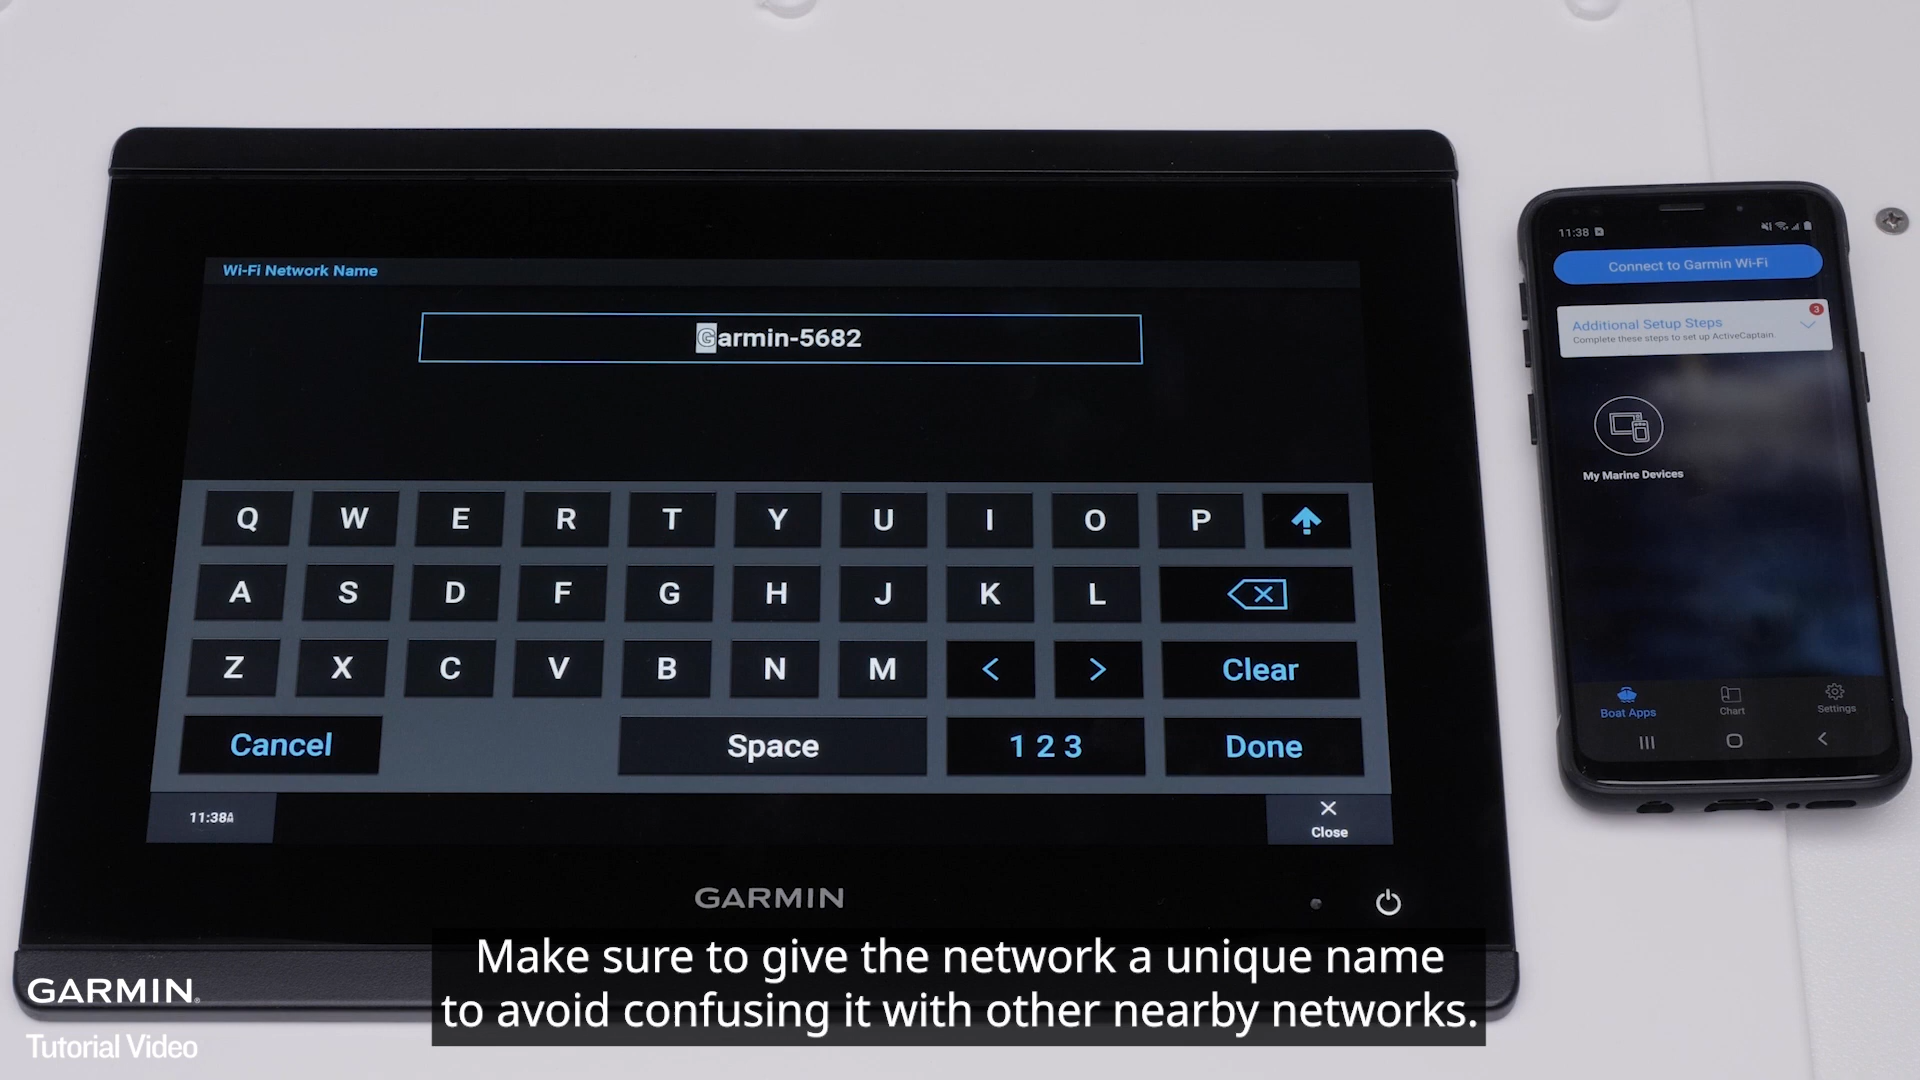 Wi-Fi Network Name
Garmin-5682
Q W E R T Y U I O P
A S D F G H J K L
Z X C V B N M < > Clear
Cancel Space 1 2 3 Done
11:38A
Close
GARMIN
11:38
Connect to Garmin Wi-Fi
Additional Setup Steps
3
Complete these steps to set up ActiveCaptain
My Marine Devices
Boat Apps Chart Settings
Make sure to give the network a unique name
to avoid confusing it with other nearby networks.
GARMIN
Tutorial Video